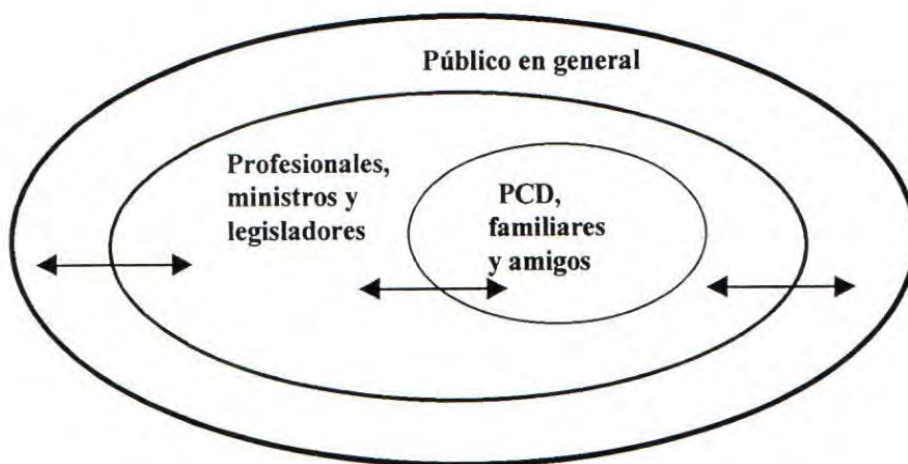 Público en general
Profesionales,
ministros y
legisladores
PCD,
familiares
y amigos